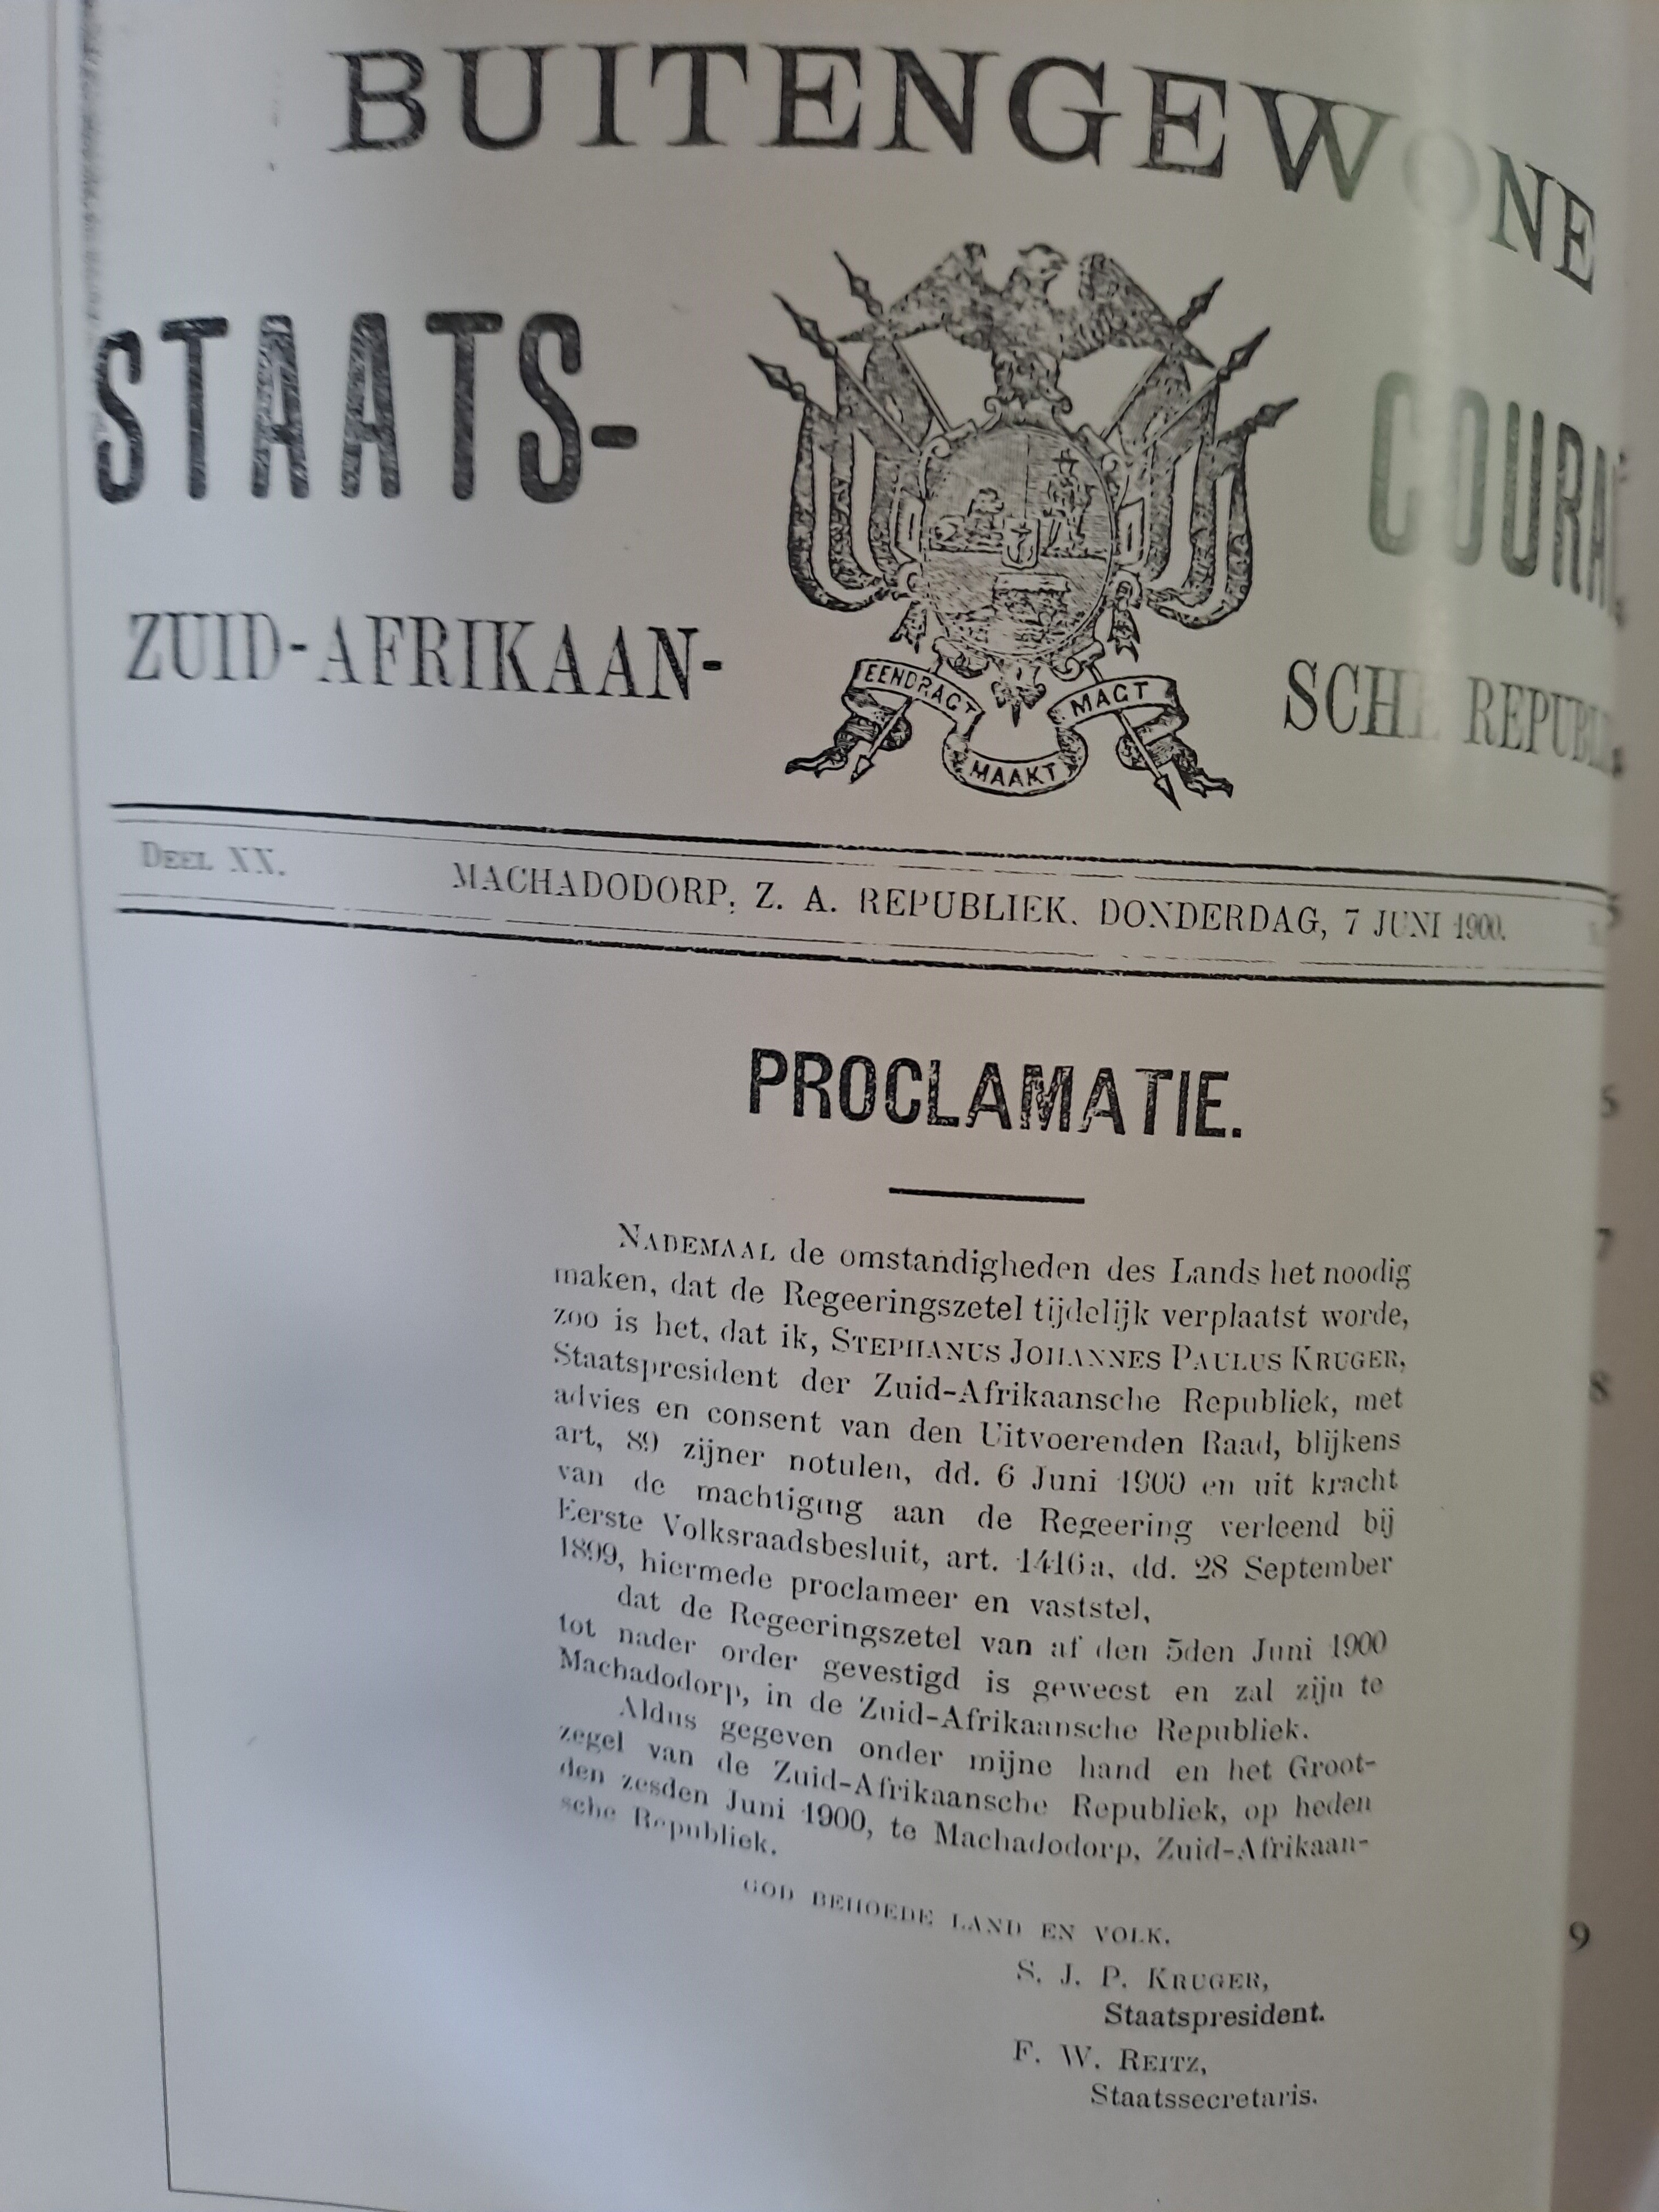 BUITENGEWONE
STAATS-
ZUID-AFRIKAAN-
SCHE
EENDRACT
MAAKT
MAGT
DEEL XX.
MACHADODORP, Z. A. REPUBLIEK. DONDERDAG, 7 JUNI 1900.
PROCLAMATIE.
NADEMAAL de omstandigheden des Lands het noodig
maken, dat de Regeeringszetel tijdelijk verplaatst worde,
zoo is het, dat ik, STEPHANUS JOHANNES PAULUS KRUGER,
Staatspresident der Zuid-Afrikaansche Republiek, met
advies en consent van den Uitvoerenden Raad, blijkens
art, 89 zijner notulen, dd. 6 Juni 1900 en uit kracht
van de machtiging aan de Regeering verleend bij
Eerste Volksraadsbesluit, art. 1416a, dd. 28 September
1899, hiermede proclameer en vaststel,
dat de Regeeringszetel van af den 5den Juni 1900
tot nader order gevestigd is geweest en zal zijn te
Machadodorp, in de Zuid-Afrikaansche Republiek.
Aldus gegeven onder mijne hand en het Groot-
zegel van de Zuid-Afrikaansche Republiek, op heden
den zesden Juni 1900, te Machadodorp, Zuid-Afrikaan-
sche Republiek.
GOD BEHOEDE LAND EN VOLK.
S. J. P. KRUGER,
Staatspresident.
F. W. REITZ,
Staatssecretaris.
7
8
9